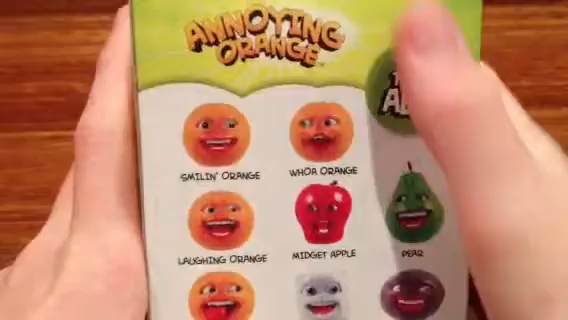 ANNOYING
ORANGE
SMILIN' ORANGE
WHOA ORANGE
LAUGHING ORANGE
MIDGET APPLE
PEAR